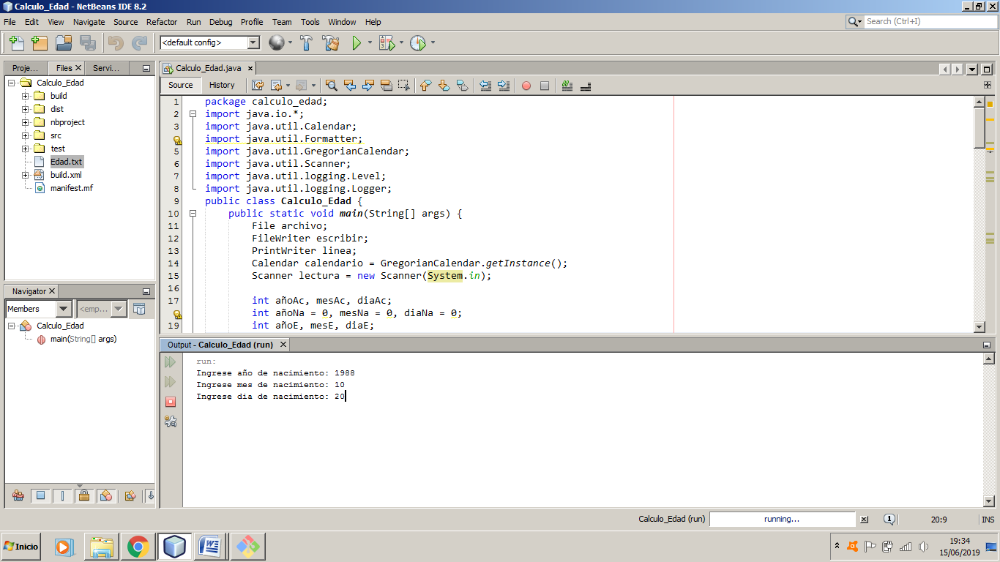 Calculo_Edad - NetBeans IDE 8.2
File Edit View Navigate Source Refactor Run Debug Profile Team Tools Window Help
Search (Ctrl+I)
<default config>
Proje... Files Servi...
Calculo_Edad
build
dist
nbproject
src
test
Edad.txt
build.xml
manifest.mf
Navigator
Members <emp...
Calculo_Edad
main(String[] args)
Calculo_Edad.java
Source History
1 package calculo_edad;
2 import java.io.*;
3 import java.util.Calendar;
import java.util.Formatter;
5 import java.util.GregorianCalendar;
6 import java.util.Scanner;
7 import java.util.logging.Level;
8 import java.util.logging.Logger;
9 public class Calculo_Edad {
10 public static void main(String[] args) {
11 File archivo;
12 FileWriter escribir;
13 PrintWriter linea;
14 Calendar calendario = GregorianCalendar.getInstance();
15 Scanner lectura = new Scanner(System.in);
16
17 int añoAc, mesAc, diaAc;
int añoNa = 0, mesNa = 0, diaNa = 0;
19 int añoE, mesE, diaE;
Output - Calculo_Edad (run)
run:
Ingrese año de nacimiento: 1988
Ingrese mes de nacimiento: 10
Ingrese dia de nacimiento: 20
Calculo_Edad (run) running... 1 20:9 INS
Inicio
19:34
15/06/2019